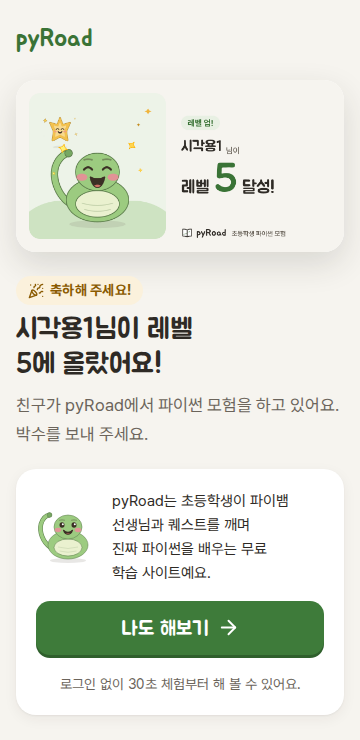 pyRoad
레벨 업!
시각용1 님이
레벨 5 달성!
pyRoad 초등학생 파이썬 모험
축하해 주세요!
시각용1님이 레벨
5에 올랐어요!
친구가 pyRoad에서 파이썬 모험을 하고 있어요.
박수를 보내 주세요.
pyRoad는 초등학생이 파이뱀
선생님과 퀘스트를 깨며
진짜 파이썬을 배우는 무료
학습 사이트예요.
나도 해보기 →
로그인 없이 30초 체험부터 해 볼 수 있어요.